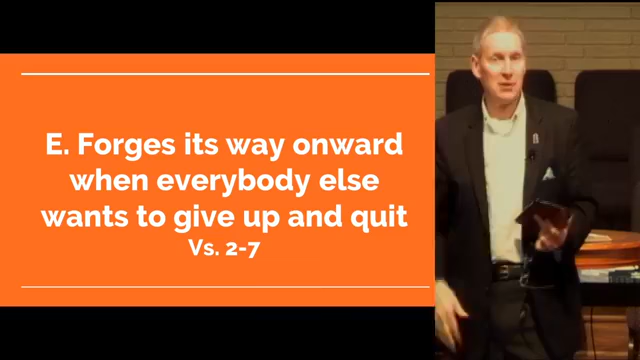 E. Forges its way onward
when everybody else
wants to give up and quit
Vs. 2-7